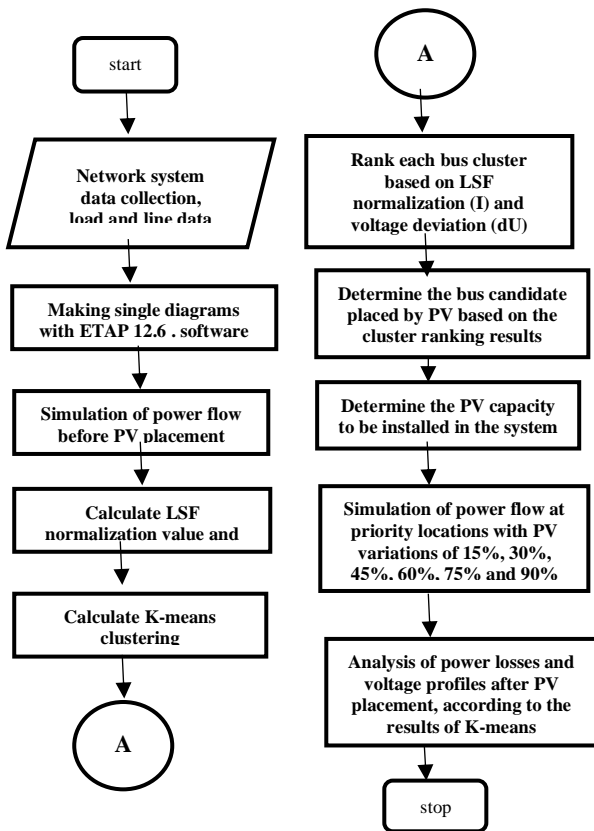 start
Network system
data collection,
load and line data
Making single diagrams
with ETAP 12.6 . software
Simulation of power flow
before PV placement
Calculate LSF
normalization value and
Calculate K-means
clustering
A
A
Rank each bus cluster
based on LSF
normalization (I) and
voltage deviation (dU)
Determine the bus candidate
placed by PV based on the
cluster ranking results
Determine the PV capacity
to be installed in the system
Simulation of power flow at
priority locations with PV
variations of 15%, 30%,
45%, 60%, 75% and 90%
Analysis of power losses and
voltage profiles after PV
placement, according to the
results of K-means
stop